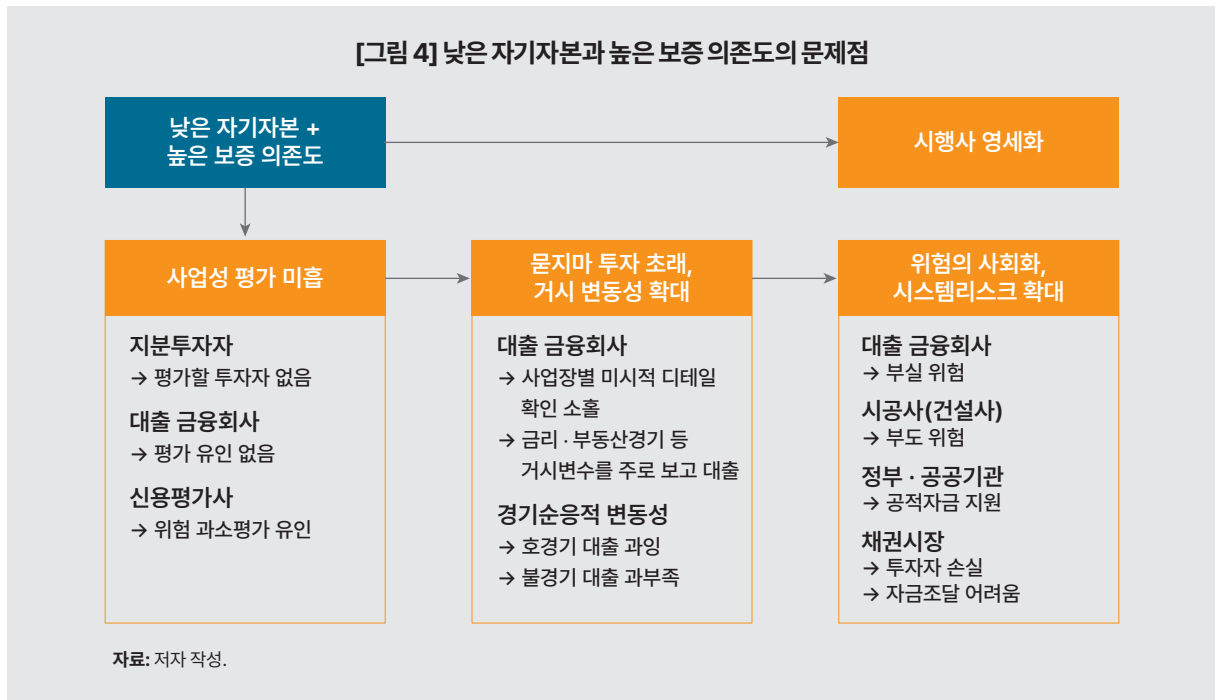 [그림 4] 낮은 자기자본과 높은 보증 의존도의 문제점
낮은 자기자본 +
높은 보증 의존도
시행사 영세화
사업성 평가 미흡
지분투자자
→ 평가할 투자자 없음
대출 금융회사
→ 평가 유인 없음
신용평가사
→ 위험 과소평가 유인
묻지마 투자 초래,
거시 변동성 확대
대출 금융회사
→ 사업장별 미시적 디테일
확인 소홀
→ 금리 · 부동산경기 등
거시변수를 주로 보고 대출
경기순응적 변동성
→ 호경기 대출 과잉
→ 불경기 대출 과부족
위험의 사회화,
시스템리스크 확대
대출 금융회사
→ 부실 위험
시공사(건설사)
→ 부도 위험
정부 · 공공기관
→ 공적자금 지원
채권시장
→ 투자자 손실
→ 자금조달 어려움
자료: 저자 작성.